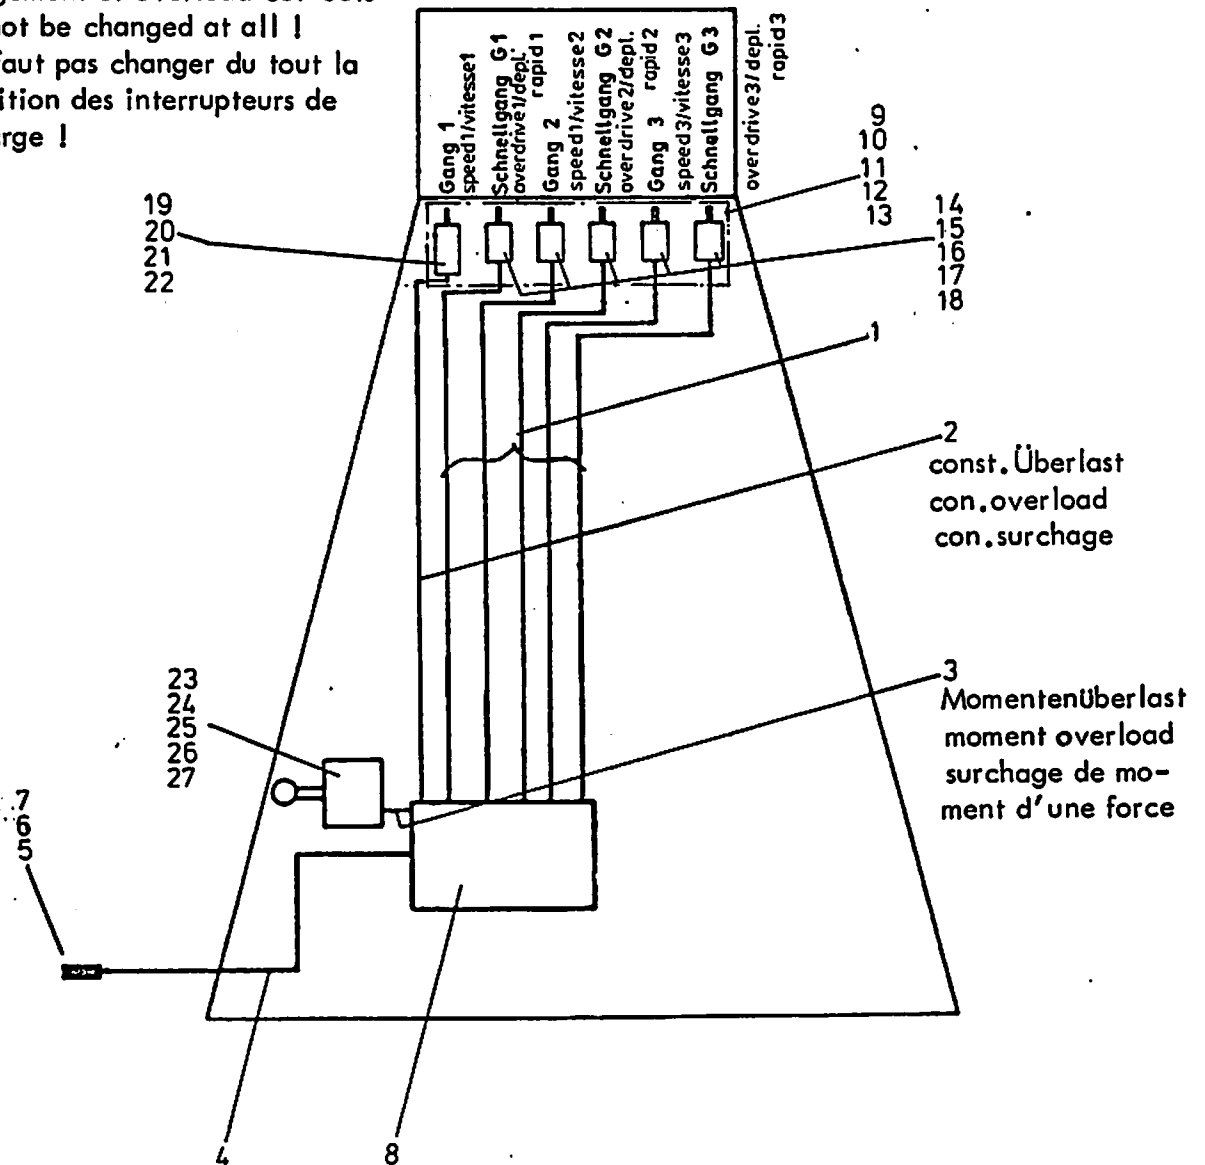 not be changed at all !
faut pas changer du tout la
ition des interrupteurs de
rge !
Gang 1
speed1/vitesse1
Schnellgang G1
overdrive1/depl.
rapid1
Gang 2
speed1/vitesse2
Schnellgang G2
overdrive2/depl.
rapid2
Gang 3
speed3/vitesse3
Schnellgang G3
overdrive3/depl.
rapid3
9
10
11
12
13
14
15
16
17
18
19
20
21
22
1
2
const.Überlast
con.overload
con.surchage
3
MomentenÜberlast
moment overload
surchage de mo-
ment d'une force
23
24
25
26
27
7
6
5
4
8